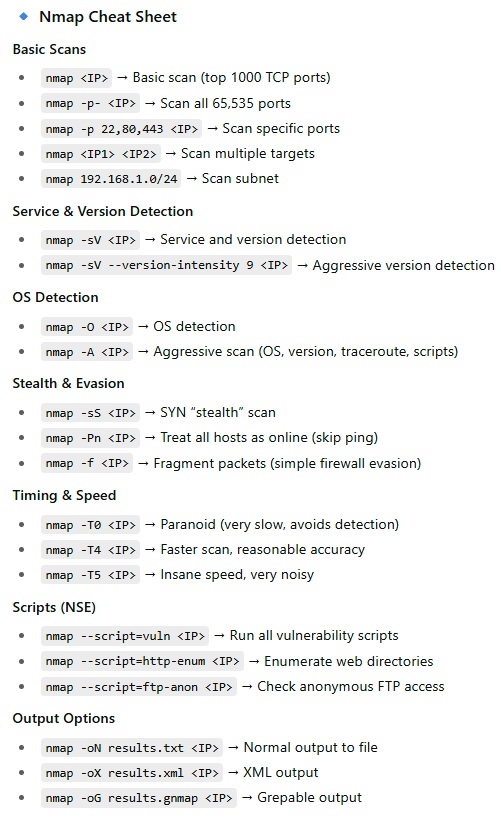 Nmap Cheat Sheet
Basic Scans
nmap <IP> → Basic scan (top 1000 TCP ports)
nmap -p- <IP> → Scan all 65,535 ports
nmap -p 22,80,443 <IP> → Scan specific ports
nmap <IP1> <IP2> → Scan multiple targets
nmap 192.168.1.0/24 → Scan subnet
Service & Version Detection
nmap -sV <IP> → Service and version detection
nmap -sV --version-intensity 9 <IP> → Aggressive version detection
OS Detection
nmap -O <IP> → OS detection
nmap -A <IP> → Aggressive scan (OS, version, traceroute, scripts)
Stealth & Evasion
nmap -sS <IP> → SYN “stealth” scan
nmap -Pn <IP> → Treat all hosts as online (skip ping)
nmap -f <IP> → Fragment packets (simple firewall evasion)
Timing & Speed
nmap -T0 <IP> → Paranoid (very slow, avoids detection)
nmap -T4 <IP> → Faster scan, reasonable accuracy
nmap -T5 <IP> → Insane speed, very noisy
Scripts (NSE)
nmap --script=vuln <IP> → Run all vulnerability scripts
nmap --script=http-enum <IP> → Enumerate web directories
nmap --script=ftp-anon <IP> → Check anonymous FTP access
Output Options
nmap -oN results.txt <IP> → Normal output to file
nmap -oX results.xml <IP> → XML output
nmap -oG results.gnmap <IP> → Grepable output